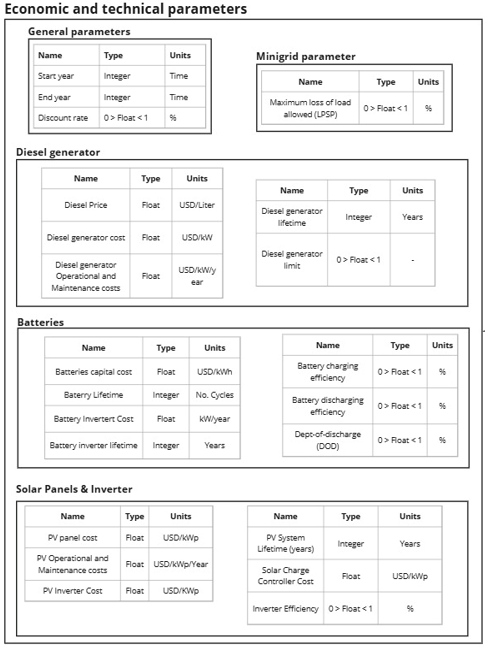 Economic and technical parameters
General parameters
Name Type Units
Start year Integer Time
End year Integer Time
Discount rate 0 > Float < 1 %
Minigrid parameter
Name Type Units
Maximum loss of load
allowed (LPSP) 0 > Float < 1 %
Diesel generator
Name Type Units
Diesel Price Float USD/Liter
Diesel generator cost Float USD/kW
Diesel generator
Operational and
Maintenance costs Float USD/kW/y
ear
Name Type Units
Diesel generator
lifetime Integer Years
Diesel generator
limit 0 > Float < 1 -
Batteries
Name Type Units
Batteries capital cost Float USD/kWh
Baterry Lifetime Integer No. Cycles
Battery Invertert Cost Float kW/year
Battery inverter lifetime Integer Years
Name Type Units
Battery charging
efficiency 0 > Float < 1 %
Battery discharging
efficiency 0 > Float < 1 %
Dept-of-discharge
(DOD) 0 > Float < 1 %
Solar Panels & Inverter
Name Type Units
PV panel cost Float USD/kWp
PV Operational and
Maintenance costs Float USD/kWp/Year
PV Inverter Cost Float USD/KWp
Name Type Units
PV System
Lifetime (years) Integer Years
Solar Charge
Controller Cost Float USD/kWp
Inverter Efficiency 0 > Float < 1 %